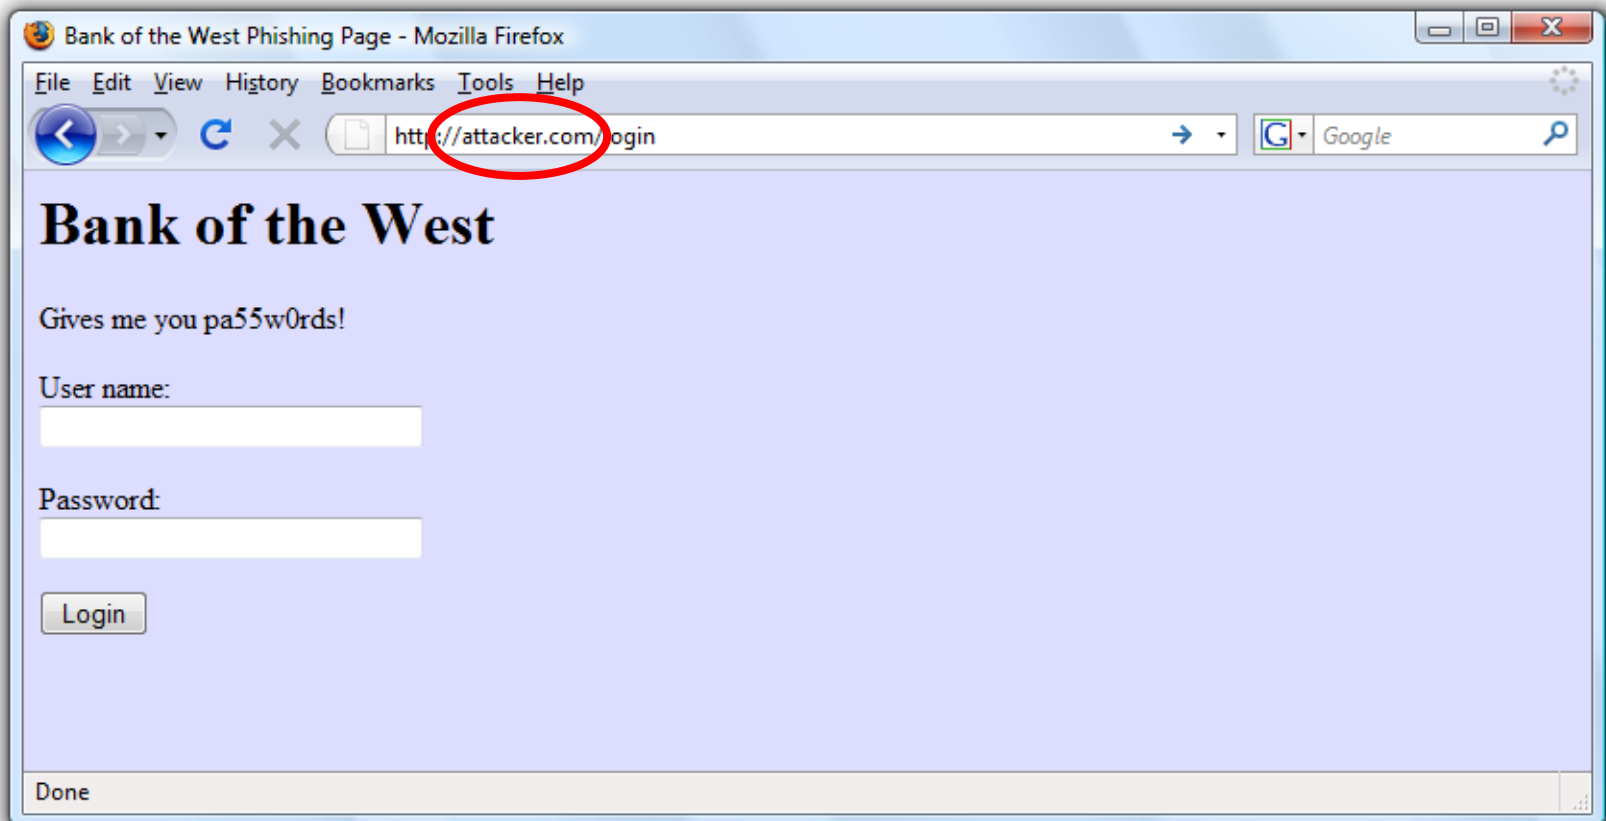 Bank of the West Phishing Page - Mozilla Firefox
File Edit View History Bookmarks Tools Help
http://attacker.com/login
G Google
Bank of the West
Gives me you pa55w0rds!
User name:
Password:
Login
Done